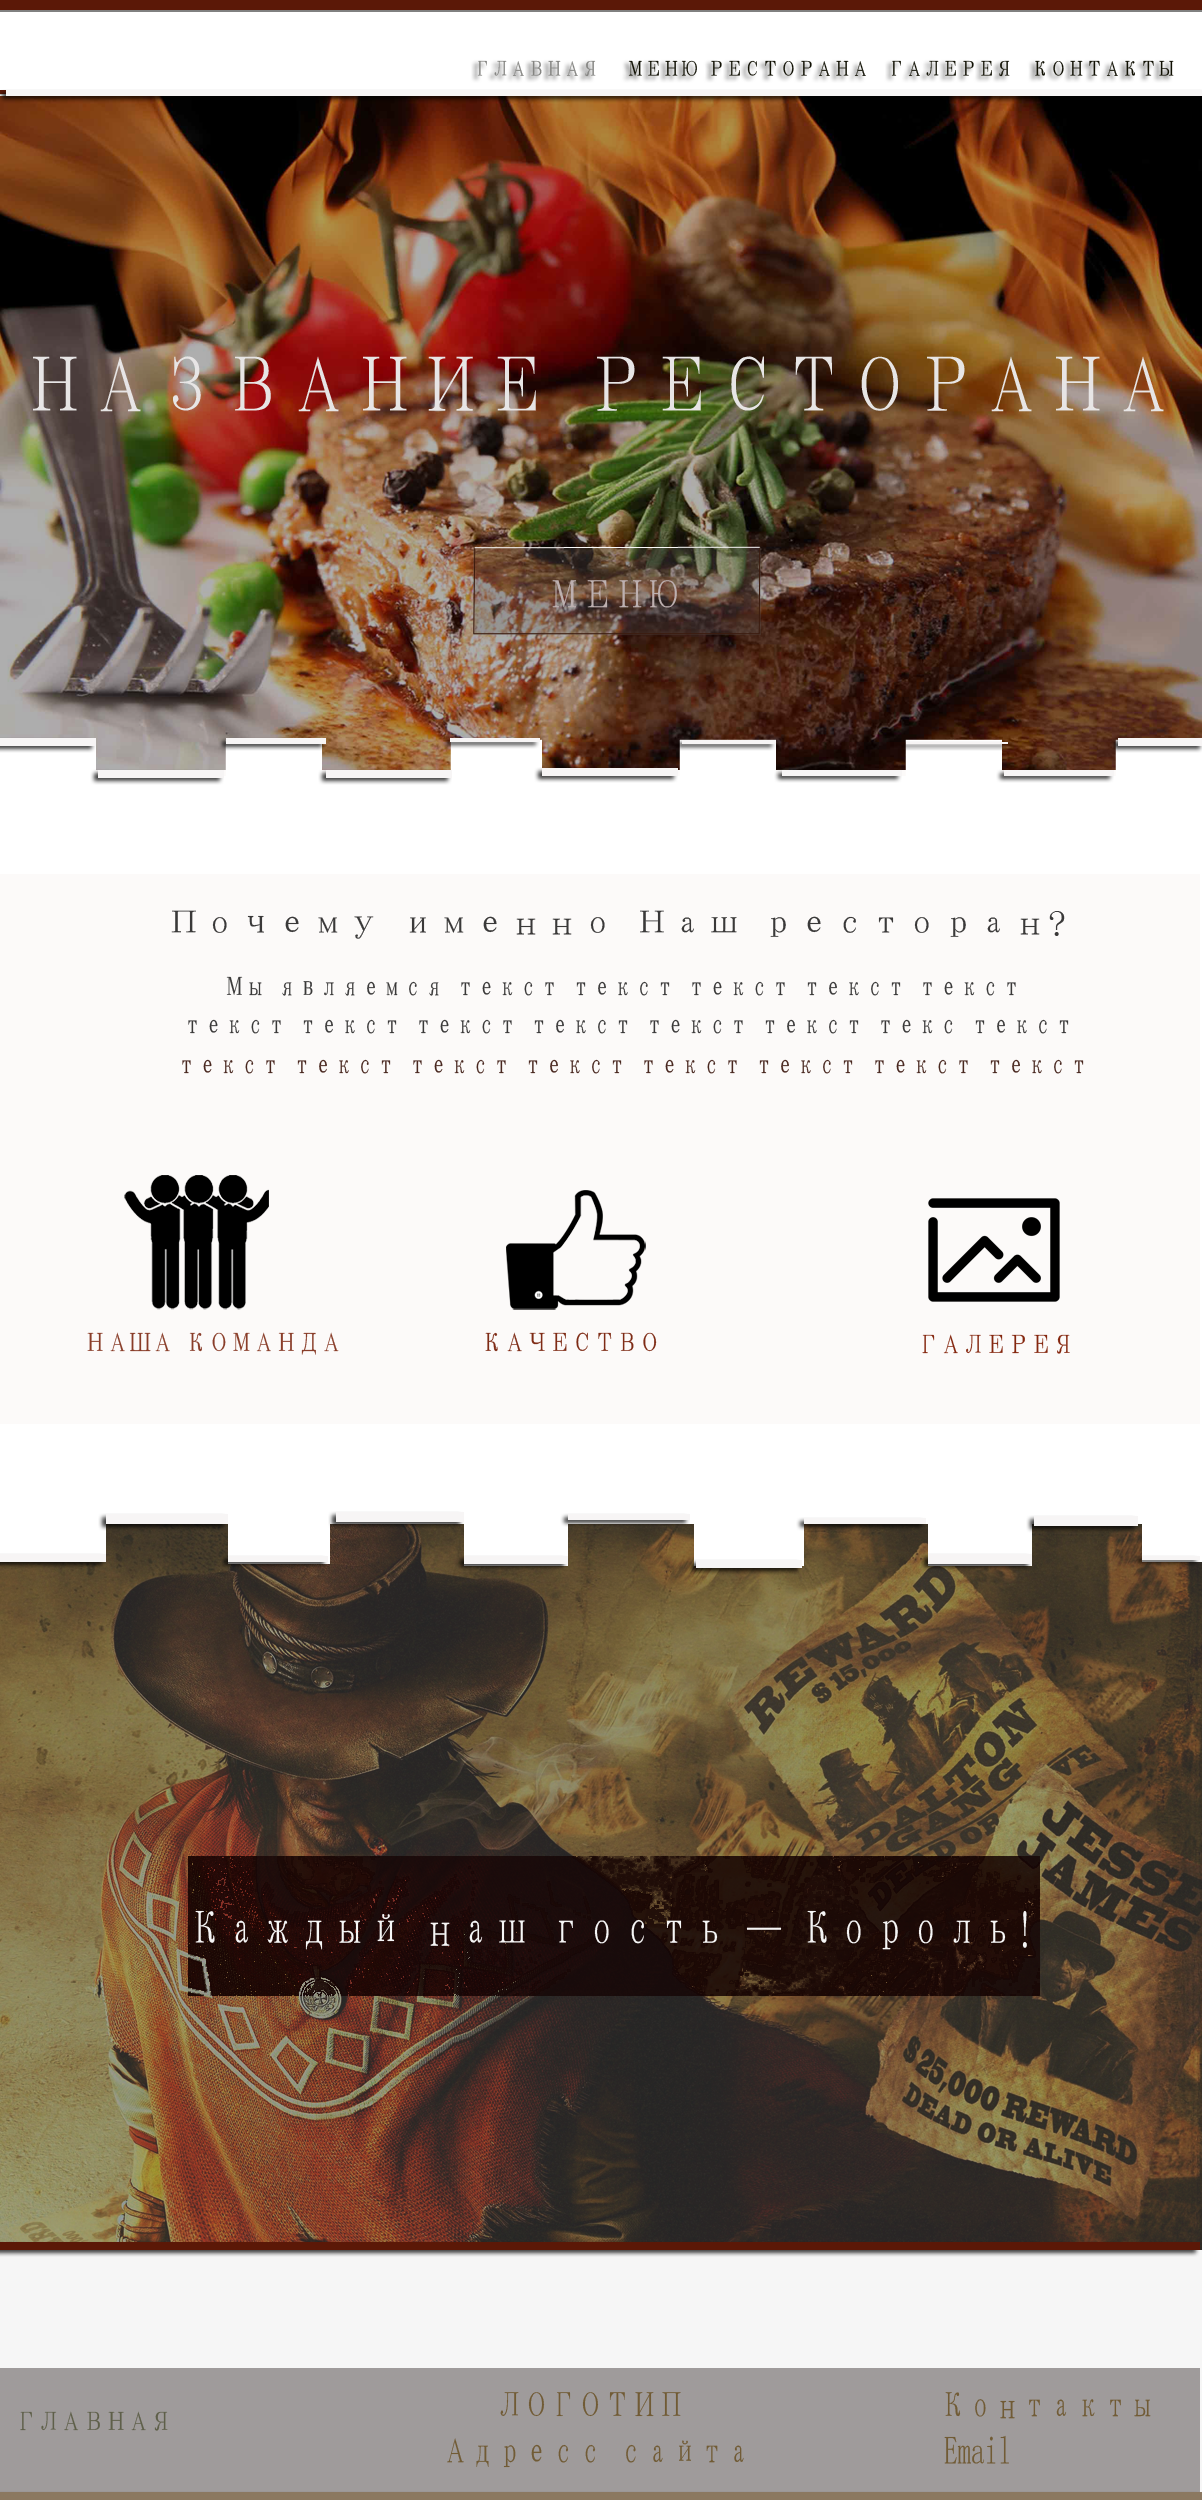 ГЛАВНАЯ МЕНЮ РЕСТОРАНА ГАЛЕРЕЯ КОНТАКТЫ
НАЗВАНИЕ РЕСТОРАНА
МЕНЮ
Почему именно Наш ресторан?
Мы являемся текст текст текст текст текст
текст текст текст текст текст текст текс текст
текст текст текст текст текст текст текст текст
НАША КОМАНДА КАЧЕСТВО ГАЛЕРЕЯ
REWARD
$15,000
DALTON
GANG
DEAD OR
VE
JESSE
JAMES
Каждый наш гость — Король!
$25,000 REWARD
DEAD OR ALIVE
ГЛАВНАЯ ЛОГОТИП Контакты
Адресс сайта Email